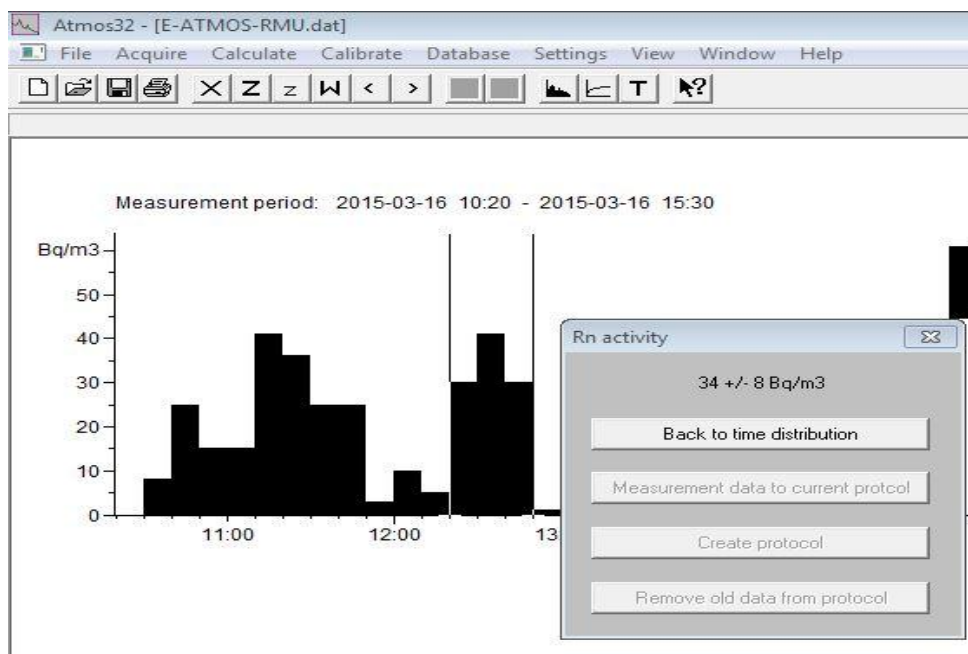 Atmos32 - [E-ATMOS-RMU.dat]
File Acquire Calculate Calibrate Database Settings View Window Help
X Z z W < > T ?
Measurement period: 2015-03-16 10:20 - 2015-03-16 15:30
Bq/m3
50
40
30
20
10
0
11:00 12:00 13
Rn activity
34 +/- 8 Bq/m3
Back to time distribution
Measurement data to current protcol
Create protocol
Remove old data from protocol